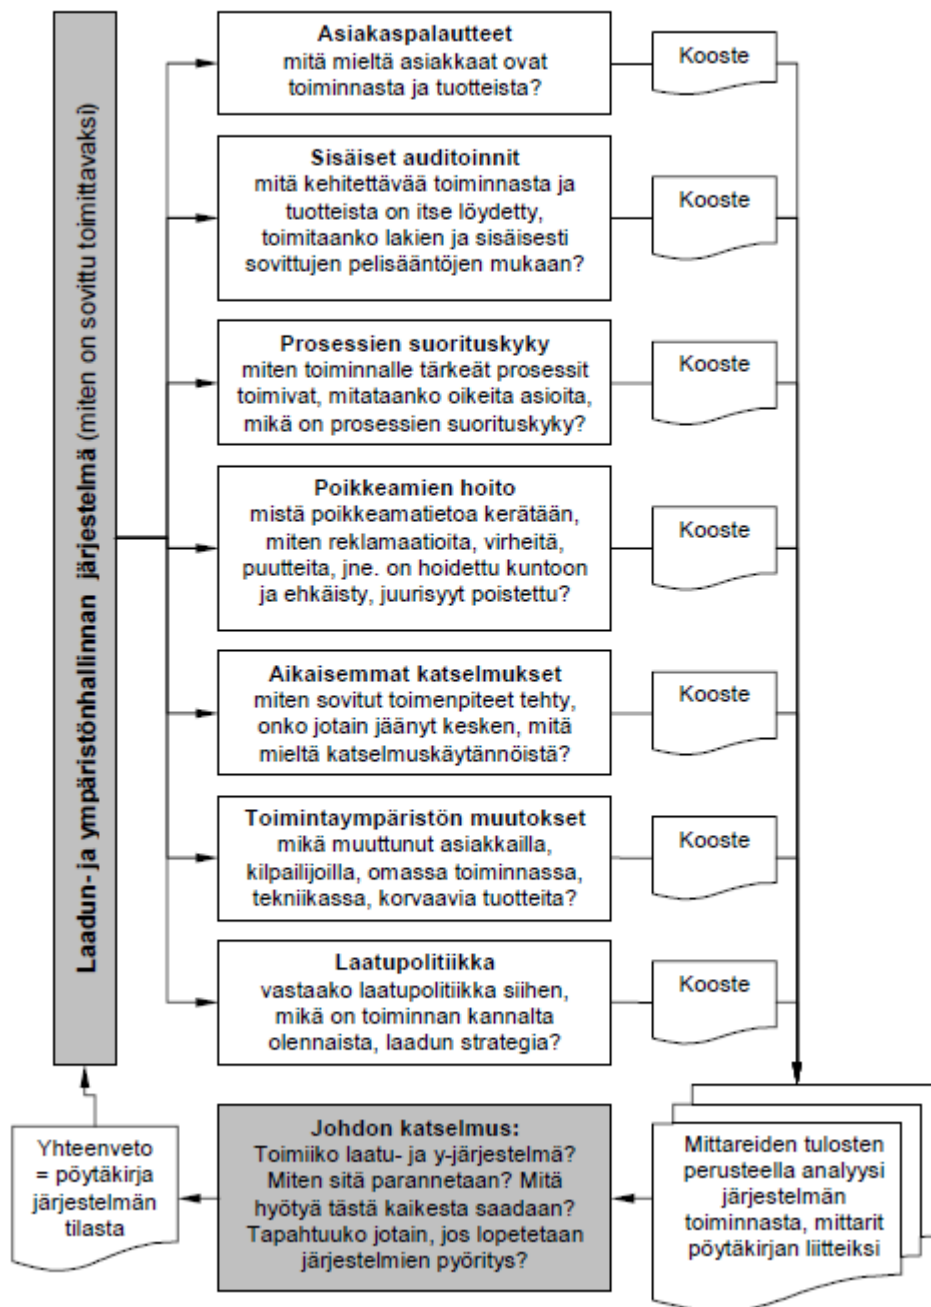 Laadun- ja ympäristönhallinnan järjestelmä (miten on sovittu toimittavaksi)
Asiakaspalautteet
mitä mieltä asiakkaat ovat
toiminnasta ja tuotteista?
Kooste
Sisäiset auditoinnit
mitä kehitettävää toiminnasta ja
tuotteista on itse löydetty,
toimitaanko lakien ja sisäisesti
sovittujen pelisääntöjen mukaan?
Kooste
Prosessien suorituskyky
miten toiminnalle tärkeät prosessit
toimivat, mitataanko oikeita asioita,
mikä on prosessien suorituskyky?
Kooste
Poikkeamien hoito
mistä poikkeamatietoa kerätään,
miten reklamaatioita, virheitä,
puutteita, jne. on hoidettu kuntoon
ja ehkäisty, juurisyyt poistettu?
Kooste
Aikaisemmat katselmukset
miten sovitut toimenpiteet tehty,
onko jotain jäänyt kesken, mitä
mieltä katselmuskäytännöistä?
Kooste
Toimintaympäristön muutokset
mikä muuttunut asiakkailla,
kilpailijoilla, omassa toiminnassa,
tekniikassa, korvaavia tuotteita?
Kooste
Laatupolitiikka
vastaako laatupolitiikka siihen,
mikä on toiminnan kannalta
olennaista, laadun strategia?
Kooste
Mittareiden tulosten
perusteella analyysi
järjestelmän
toiminnasta, mittarit
pöytäkirjan liitteiksi
Johdon katselmus:
Toimiiko laatu- ja y-järjestelmä?
Miten sitä parannetaan? Mitä
hyötyä tästä kaikesta saadaan?
Tapahtuuko jotain, jos lopetetaan
järjestelmien pyöritys?
Yhteenveto
= pöytäkirja
järjestelmän
tilasta